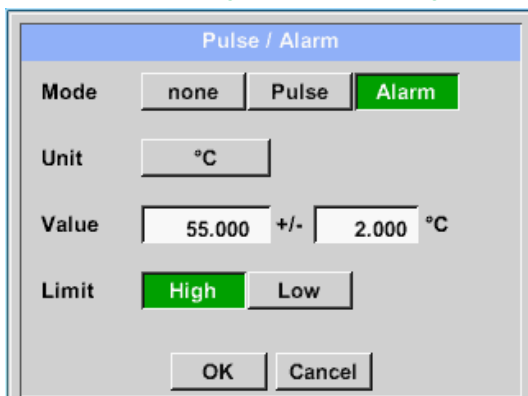 Pulse / Alarm
Mode none Pulse Alarm
Unit °C
Value 55.000 +/- 2.000 °C
Limit High Low
OK Cancel